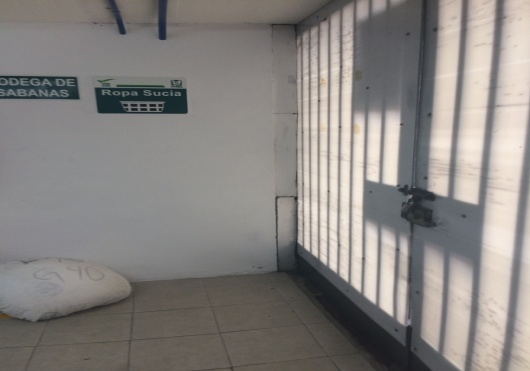 ODEGA DE
SABANAS
Ropa Sucia